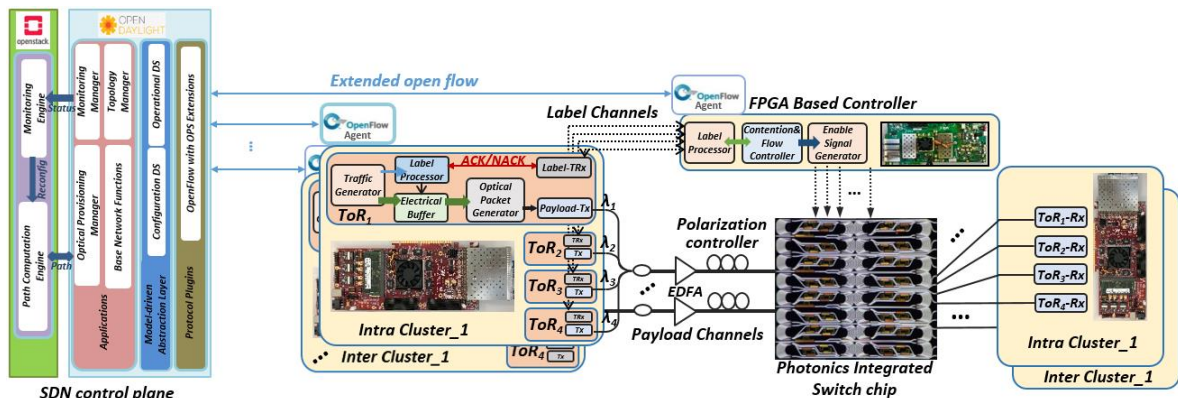 openstack.
OPEN
DAYLIGHT
Monitoring
Engine
Status
Reconfig
Path Computation
Engine
Path
Monitoring
Manager
Topology
Manager
Optical Provisioning
Manager
Base Network Functions
Applications
Operational DS
Configuration DS
Model-driven
Abstraction Layer
OpenFlow with OPS Extensions
Protocol Plugins
SDN control plane
Extended open flow
OpenFlow
Agent
...
OpenFlow
Agent
Label Channels
FPGA Based Controller
Label
Processor
Contention&
Flow
Controller
Enable
Signal
Generator
...
Traffic
Generator
Label
Processor
ACK/NACK
Label-TRx
Electrical
Buffer
Optical
Packet
Generator
Payload-Tx
ToR1
λ1
ToR2
TRx
Tx
λ2
ToR3
TRx
Tx
λ3
ToR4
TRx
Tx
λ4
Intra Cluster_1
Inter Cluster_1
ToR4
Tx
Polarization
controller
EDFA
Payload Channels
Photonics Integrated
Switch chip
ToR1-Rx
ToR2-Rx
ToR3-Rx
ToR4-Rx
Intra Cluster_1
Inter Cluster_1